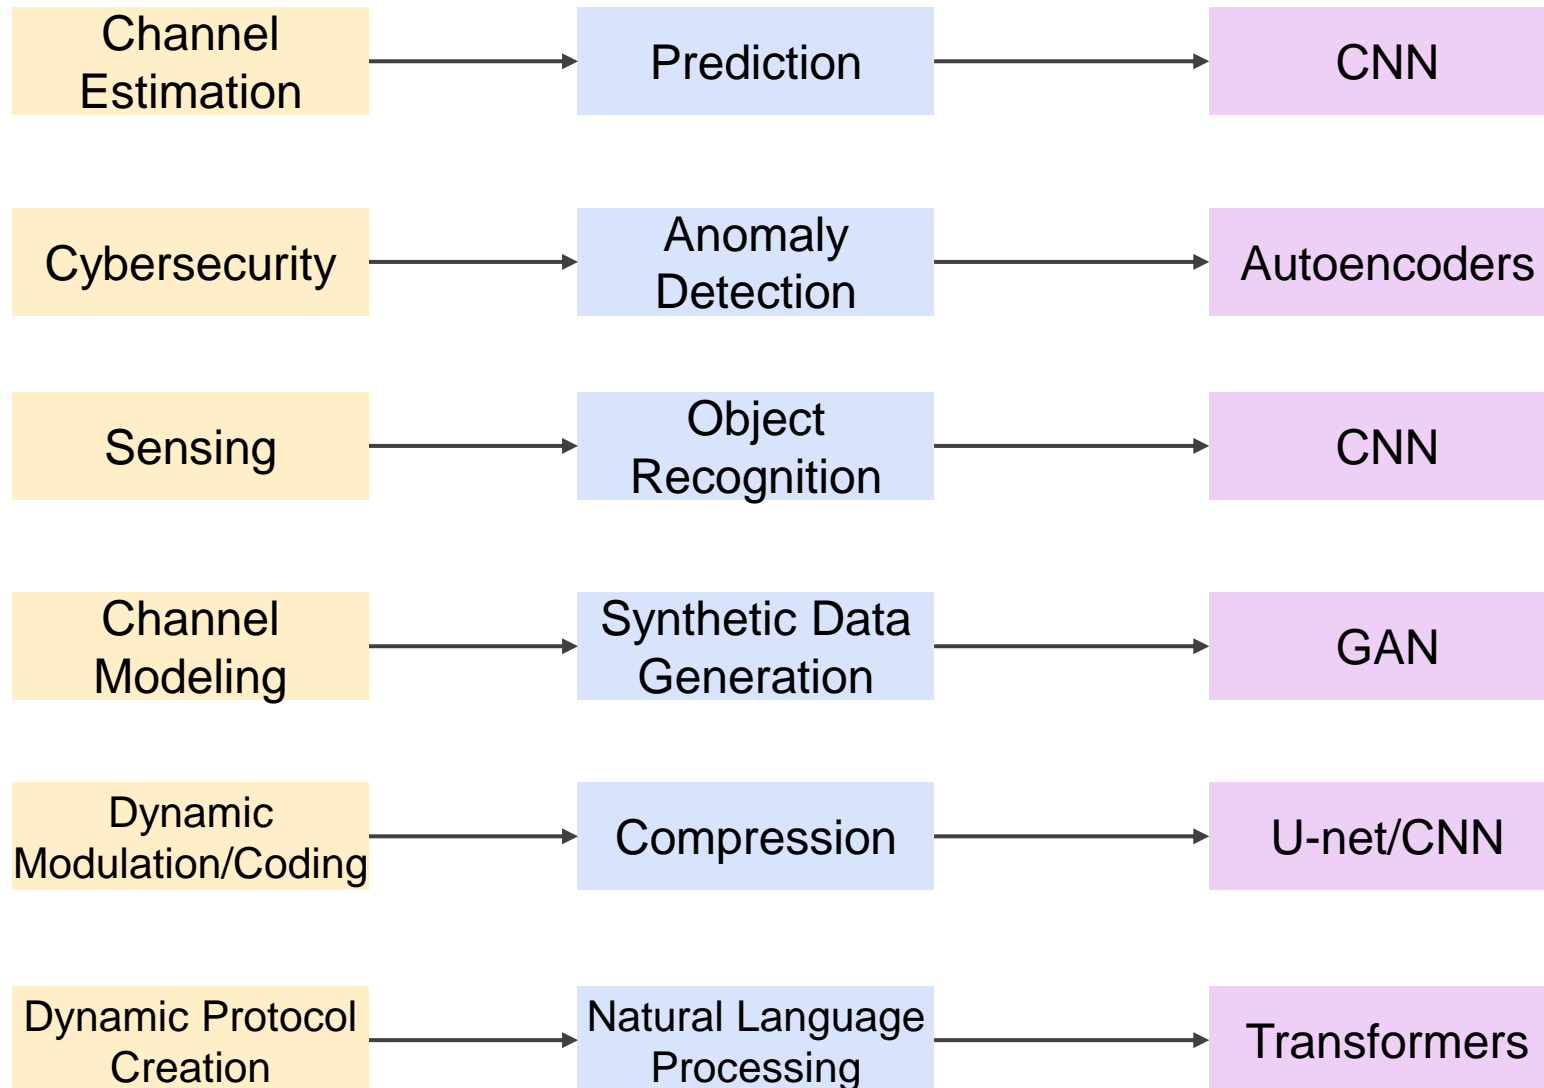 Channel
Estimation
Prediction
CNN
Cybersecurity
Anomaly
Detection
Autoencoders
Sensing
Object
Recognition
CNN
Channel
Modeling
Synthetic Data
Generation
GAN
Dynamic
Modulation/Coding
Compression
U-net/CNN
Dynamic Protocol
Creation
Natural Language
Processing
Transformers